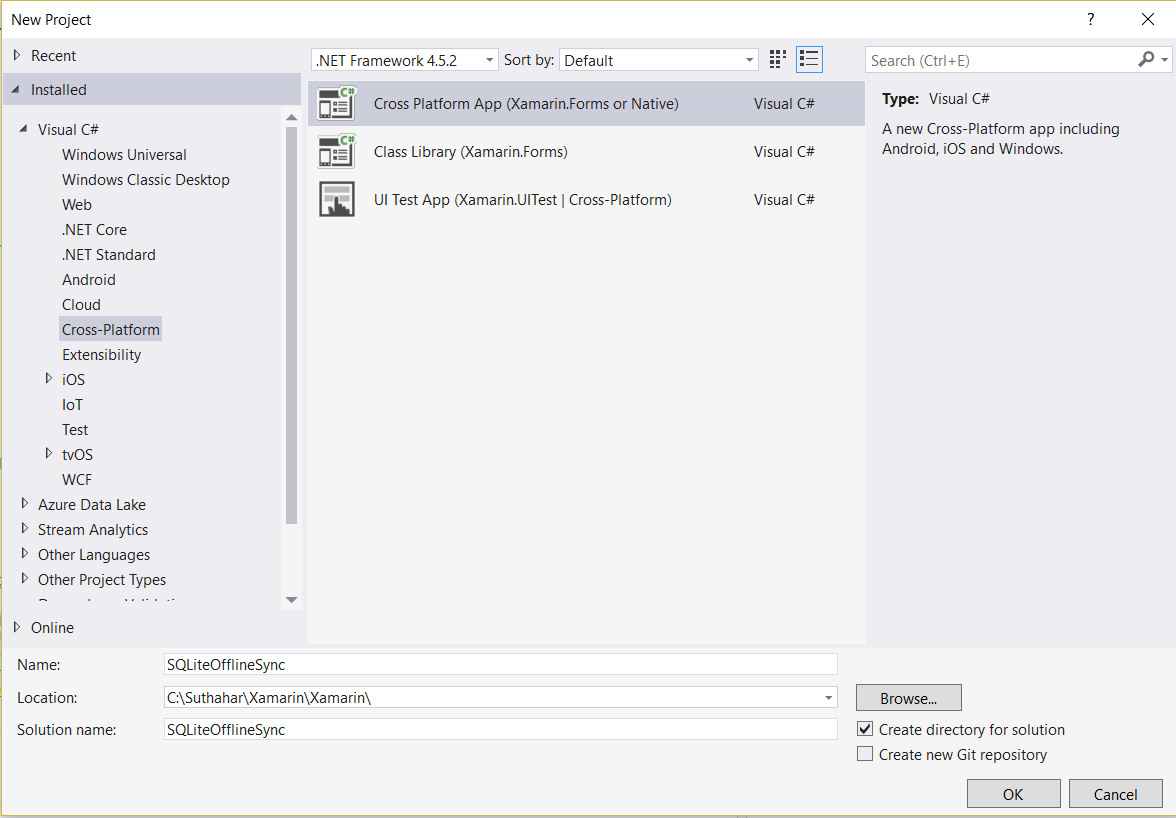 New Project
?
Recent
Installed
Visual C#
Windows Universal
Windows Classic Desktop
Web
.NET Core
.NET Standard
Android
Cloud
Cross-Platform
Extensibility
iOS
IoT
Test
tvOS
WCF
Azure Data Lake
Stream Analytics
Other Languages
Other Project Types
Online
.NET Framework 4.5.2 Sort by: Default
C# Cross Platform App (Xamarin.Forms or Native) Visual C#
C# Class Library (Xamarin.Forms) Visual C#
UI Test App (Xamarin.UITest | Cross-Platform) Visual C#
Search (Ctrl+E)
Type: Visual C#
A new Cross-Platform app including
Android, iOS and Windows.
Name: SQLiteOfflineSync
Location: C:\Suthahar\Xamarin\Xamarin\ Browse...
Solution name: SQLiteOfflineSync
Create directory for solution
Create new Git repository
OK Cancel